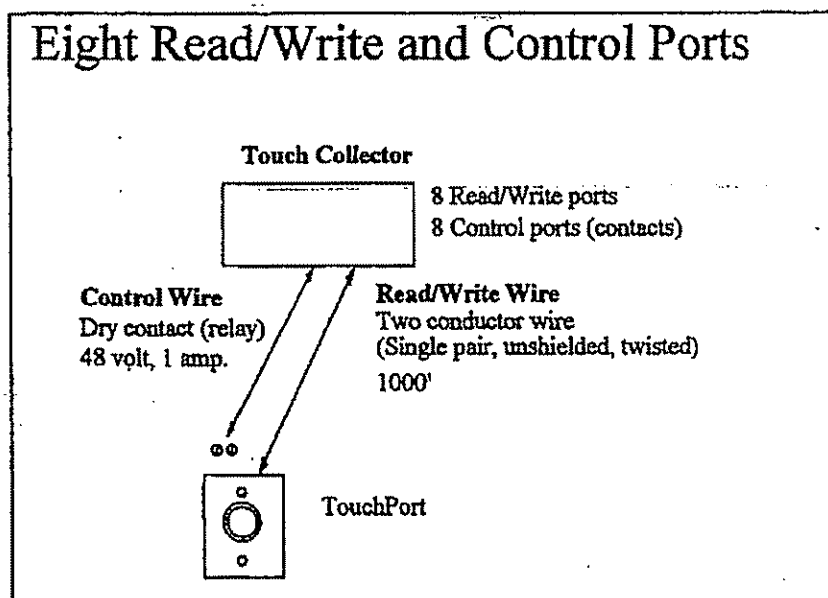 Eight Read/Write and Control Ports
Touch Collector
8 Read/Write ports
8 Control ports (contacts)
Control Wire
Dry contact (relay)
48 volt, 1 amp.
Read/Write Wire
Two conductor wire
(Single pair, unshielded, twisted)
1000'
TouchPort